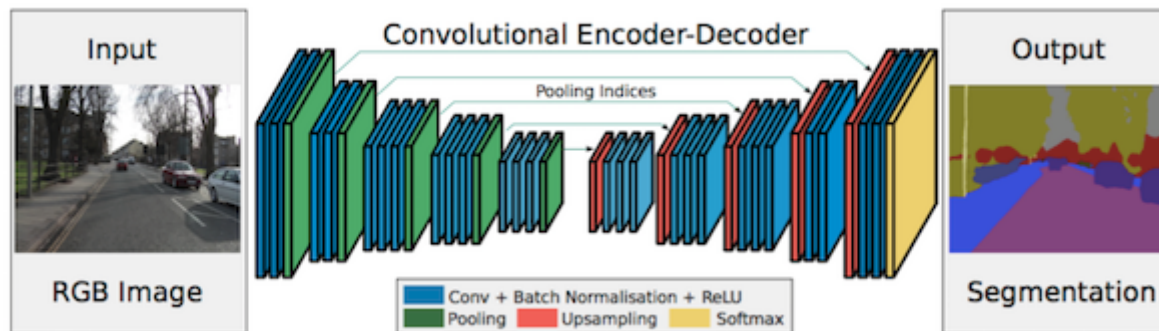 Input
RGB Image
Convolutional Encoder-Decoder
Pooling Indices
Conv + Batch Normalisation + ReLU
Pooling Upsampling Softmax
Output
Segmentation